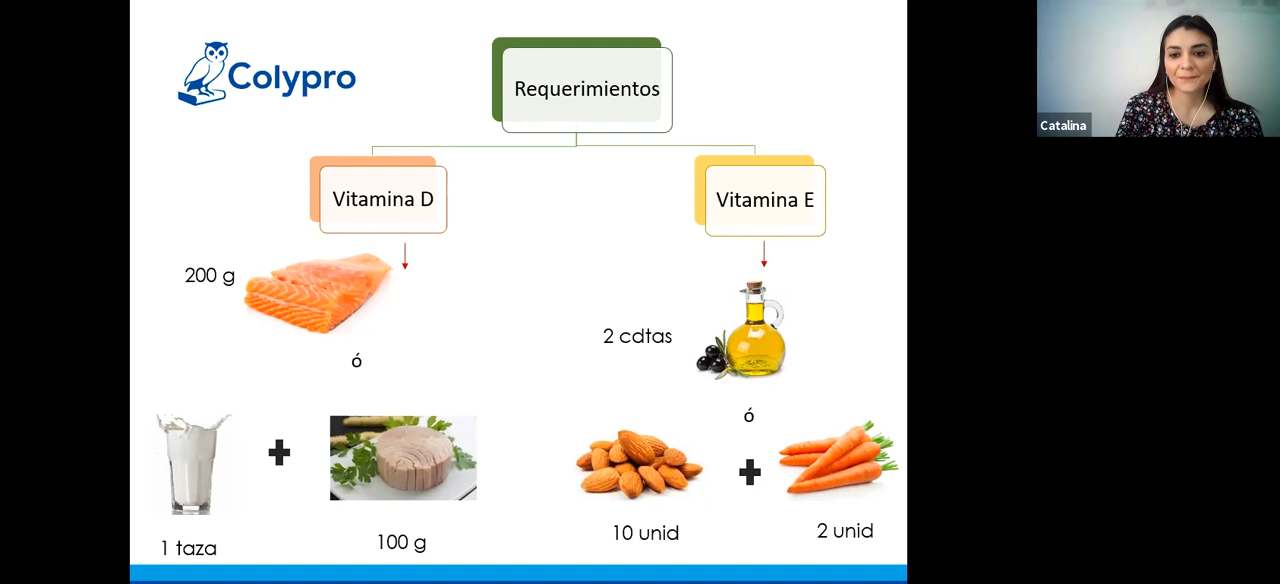 Colypro
Requerimientos
Catalina
Vitamina D
Vitamina E
200 g
2 cdtas
ó
ó
1 taza
100 g
10 unid
2 unid